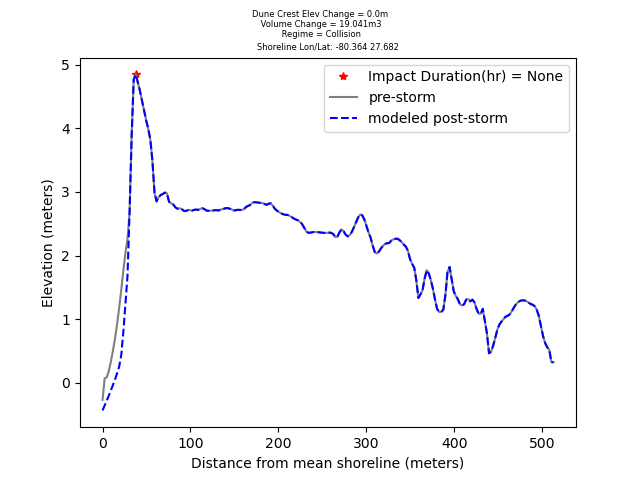 Dune Crest Elev Change = 0.0m
Volume Change = 19.041m3
Regime = Collision
Shoreline Lon/Lat: -80.364 27.682
Impact Duration(hr) = None
pre-storm
modeled post-storm
5
4
3
2
1
0
Elevation (meters)
0 100 200 300 400 500
Distance from mean shoreline (meters)